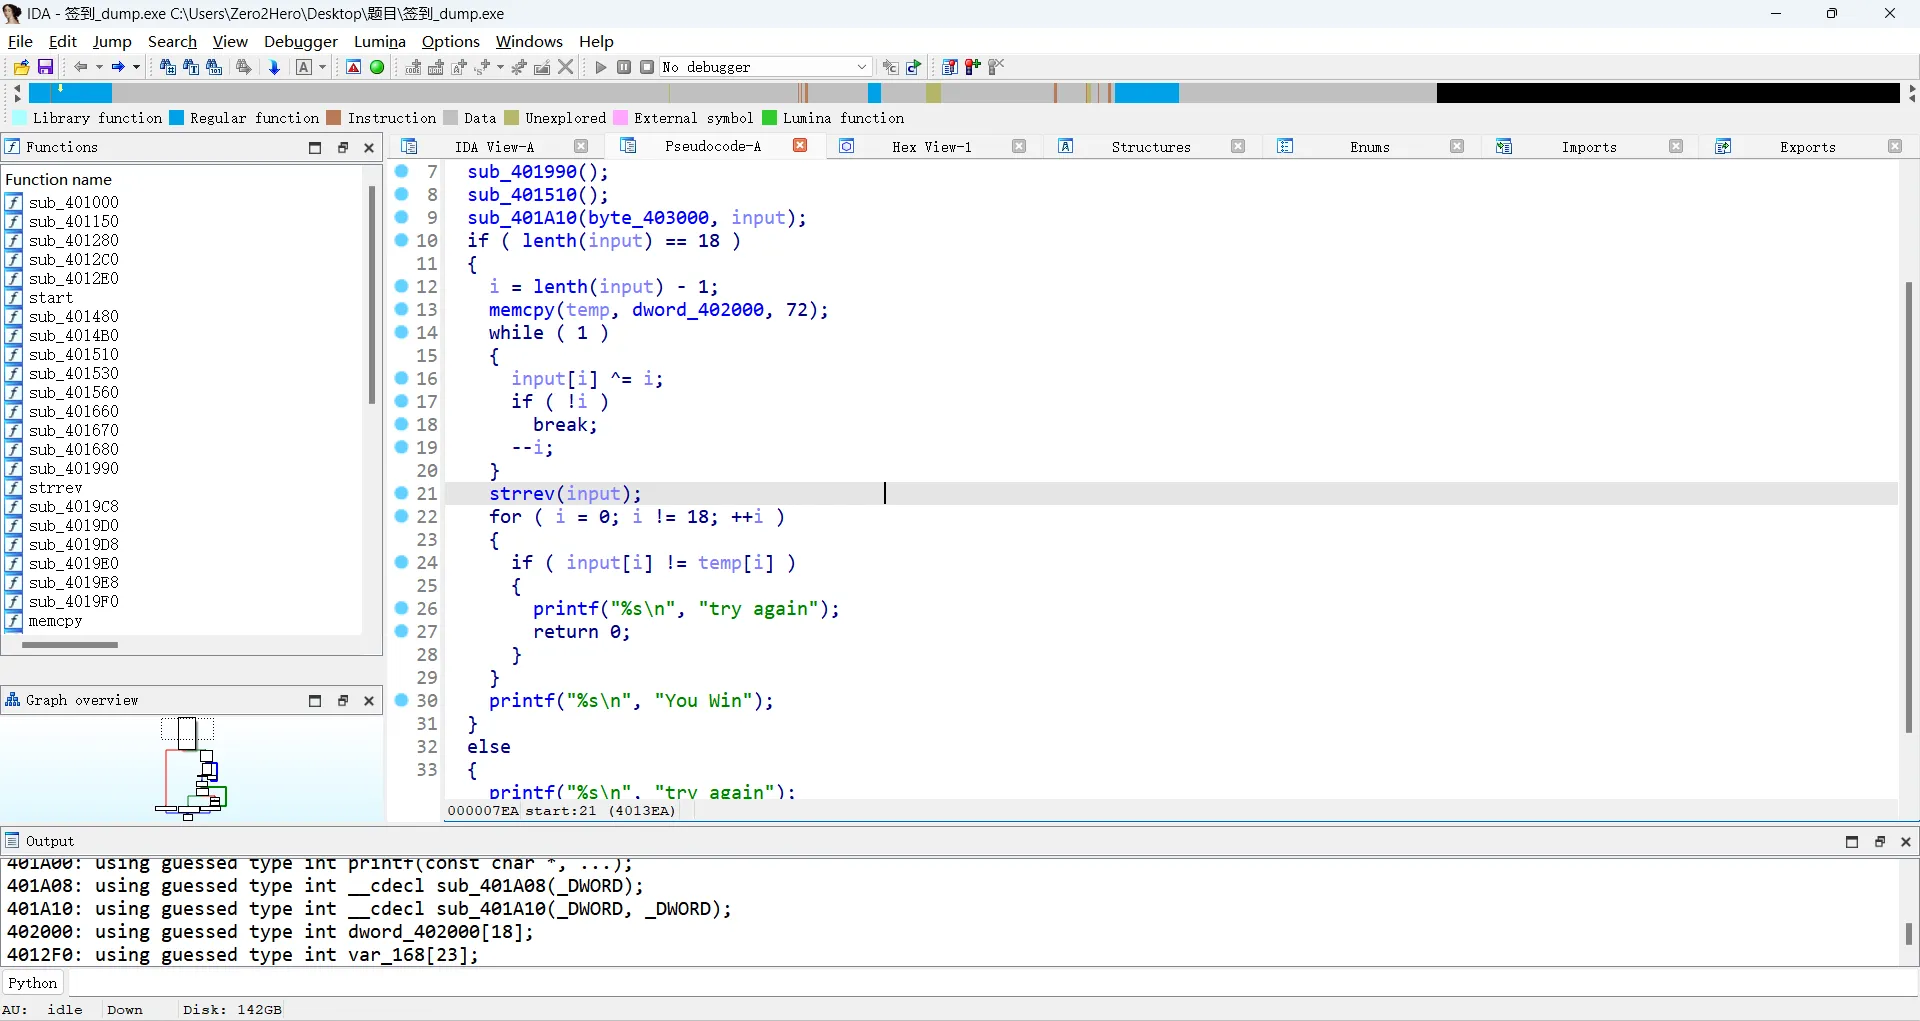 IDA - 签到_dump.exe C:\Users\Zero2Hero\Desktop\题目\签到_dump.exe
File Edit Jump Search View Debugger Lumina Options Windows Help
No debugger
Library function Regular function Instruction Data Unexplored External symbol Lumina function
Functions
IDA View-A Pseudocode-A Hex View-1 Structures Enums Imports Exports
Function name
sub_401000
sub_401150
sub_401280
sub_4012C0
sub_4012E0
start
sub_401480
sub_4014B0
sub_401510
sub_401530
sub_401560
sub_401660
sub_401670
sub_401680
sub_401990
strrev
sub_4019C8
sub_4019D0
sub_4019D8
sub_4019E0
sub_4019E8
sub_4019F0
memcpy
7 sub_401990();
8 sub_401510();
9 sub_401A10(byte_403000, input);
10 if ( lenth(input) == 18 )
11 {
12 i = lenth(input) - 1;
13 memcpy(temp, dword_402000, 72);
14 while ( 1 )
15 {
16 input[i] ^= i;
17 if ( !i )
18 break;
19 --i;
20 }
21 strrev(input);
22 for ( i = 0; i != 18; ++i )
23 {
24 if ( input[i] != temp[i] )
25 {
26 printf("%s\n", "try again");
27 return 0;
28 }
29 }
30 printf("%s\n", "You Win");
31 }
32 else
33 {
printf("%s\n", "try again");
000007EA start:21 (4013EA)
Graph overview
Output
401A00: using guessed type int printf(const char *, ...);
401A08: using guessed type int __cdecl sub_401A08(_DWORD);
401A10: using guessed type int __cdecl sub_401A10(_DWORD, _DWORD);
402000: using guessed type int dword_402000[18];
4012F0: using guessed type int var_168[23];
Python
AU: idle Down Disk: 142GB